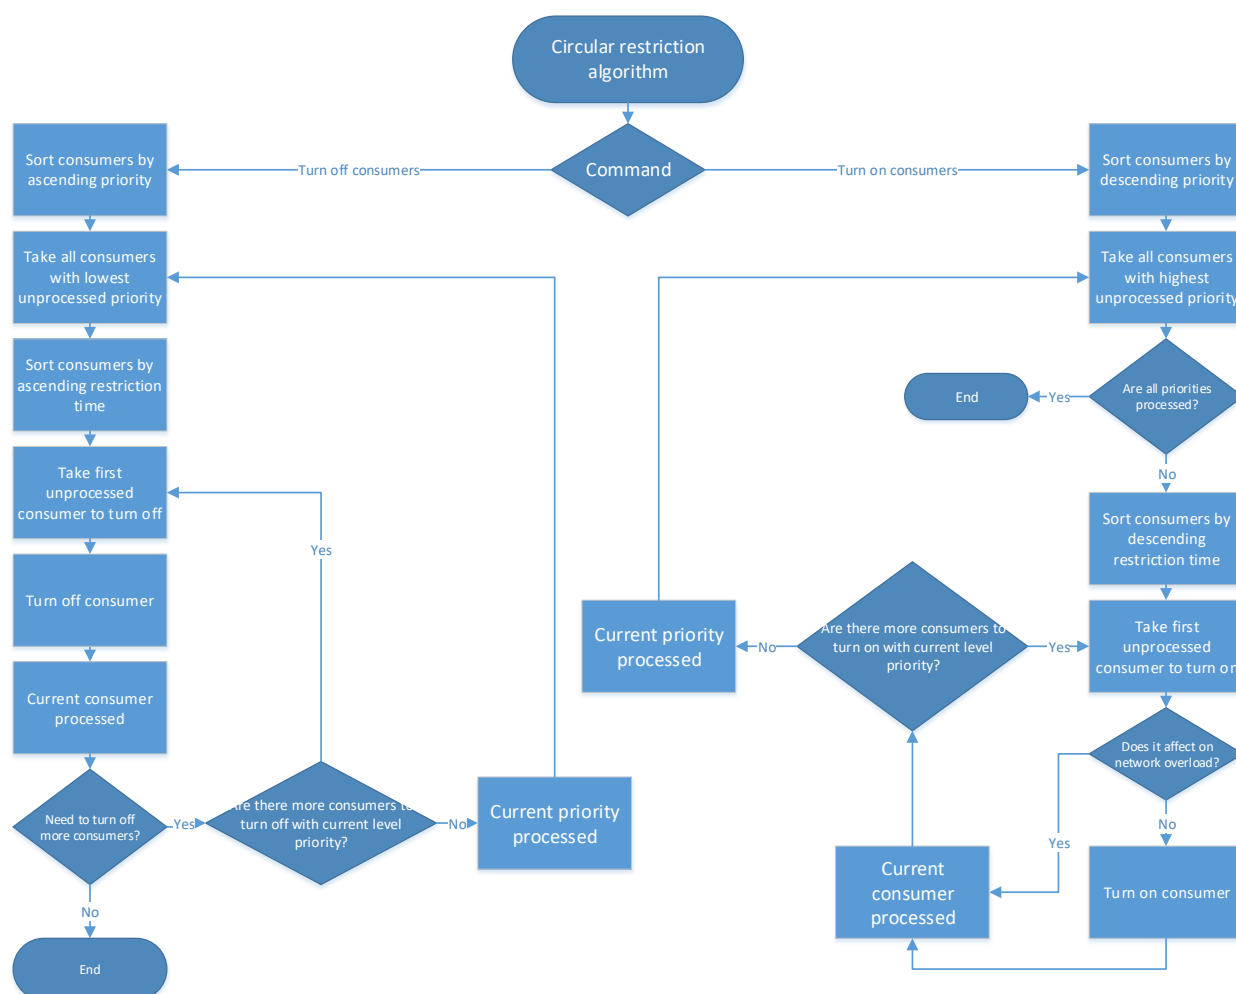 Circular restriction
algorithm
Command
Turn off consumers
Turn on consumers
Sort consumers by
ascending priority
Take all consumers
with lowest
unprocessed priority
Sort consumers by
ascending restriction
time
Take first
unprocessed
consumer to turn off
Turn off consumer
Current consumer
processed
Need to turn off
more consumers?
Yes
No
End
Are there more consumers to
turn off with current level
priority?
Yes
No
Current priority
processed
Sort consumers by
descending priority
Take all consumers
with highest
unprocessed priority
Are all priorities
processed?
Yes
End
No
Sort consumers by
descending
restriction time
Take first
unprocessed
consumer to turn on
Does it affect on
network overload?
Yes
No
Turn on consumer
Current
consumer
processed
Are there more consumers to
turn on with current level
priority?
Yes
No
Current priority
processed